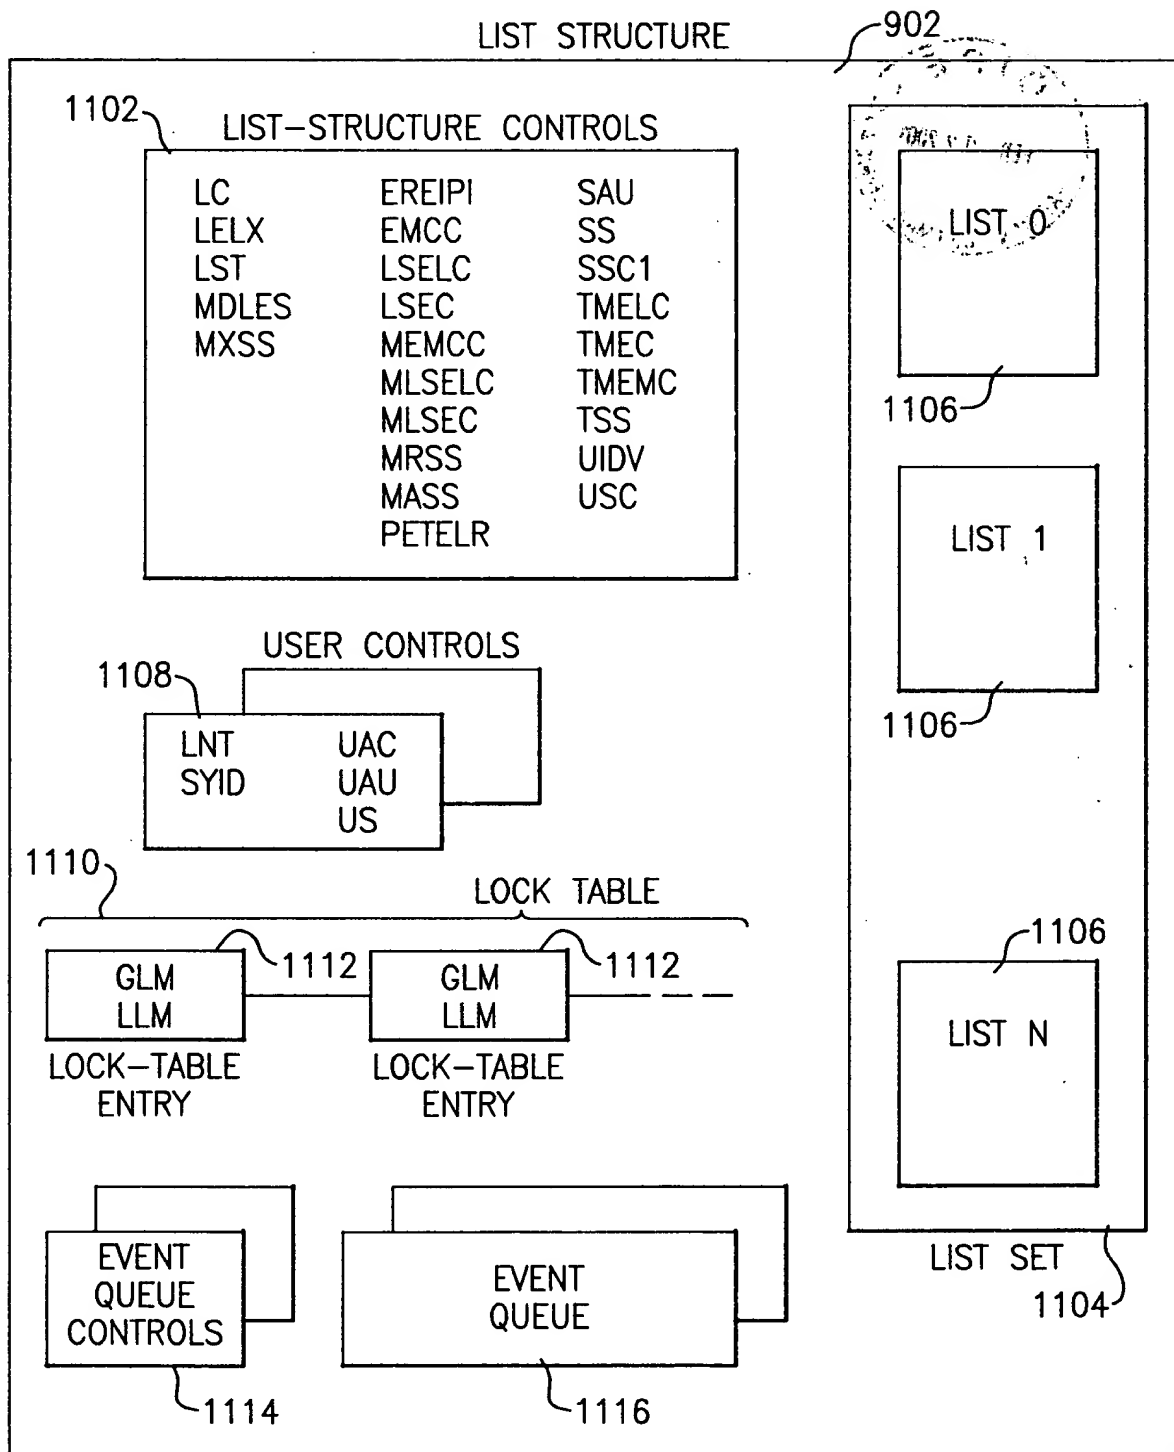 LIST STRUCTURE
902
1102
LIST-STRUCTURE CONTROLS
LC EREIPI SAU
LELX EMCC SS
LST LSELC SSC1
MDLES LSEC TMELC
MXSS MEMCC TMEC
MLSELC TMEMC
MLSEC TSS
MRSS UIDV
MASS USC
PETELR
LIST 0
1106
LIST 1
1106
USER CONTROLS
1108
LNT UAC
SYID UAU
US
1110
LOCK TABLE
1112
1112
GLM
LLM
GLM
LLM
LOCK-TABLE
ENTRY
LOCK-TABLE
ENTRY
1106
LIST N
EVENT
QUEUE
CONTROLS
1114
EVENT
QUEUE
1116
LIST SET
1104